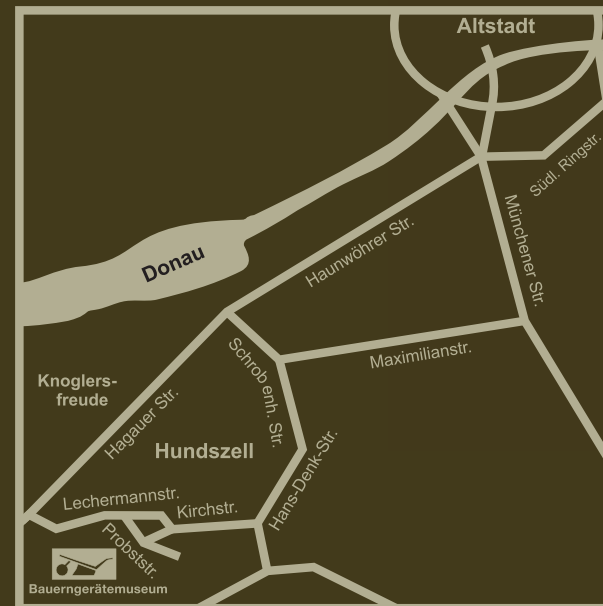 Altstadt
Südl. Ringstr.
Münchener Str.
Haunwöhrer Str.
Donau
Maximilianstr.
Schrobenh. Str.
Knoglers-
freude
Hagauer Str.
Hundszell
Hans-Denk-Str.
Lechermannstr.
Kirchstr.
Probststr.
Bauerngerätemuseum